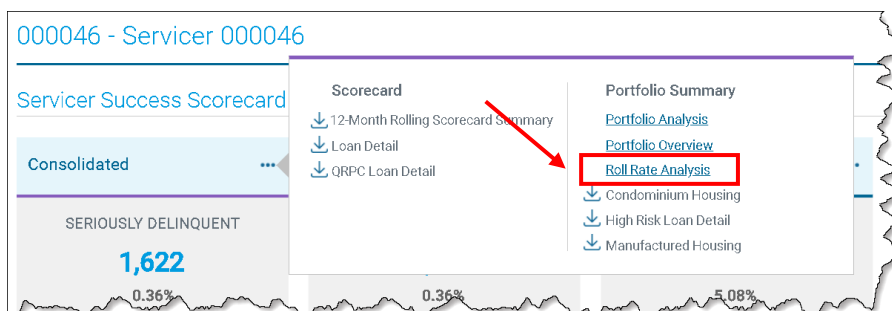 000046 - Servicer 000046
Servicer Success Scorecard
Consolidated
...
SERIOUSLY DELINQUENT
1,622
0.36%
0.36%
5.08%
Scorecard
12-Month Rolling Scorecard Summary
Loan Detail
QRPC Loan Detail
Portfolio Summary
Portfolio Analysis
Portfolio Overview
Roll Rate Analysis
Condominium Housing
High Risk Loan Detail
Manufactured Housing